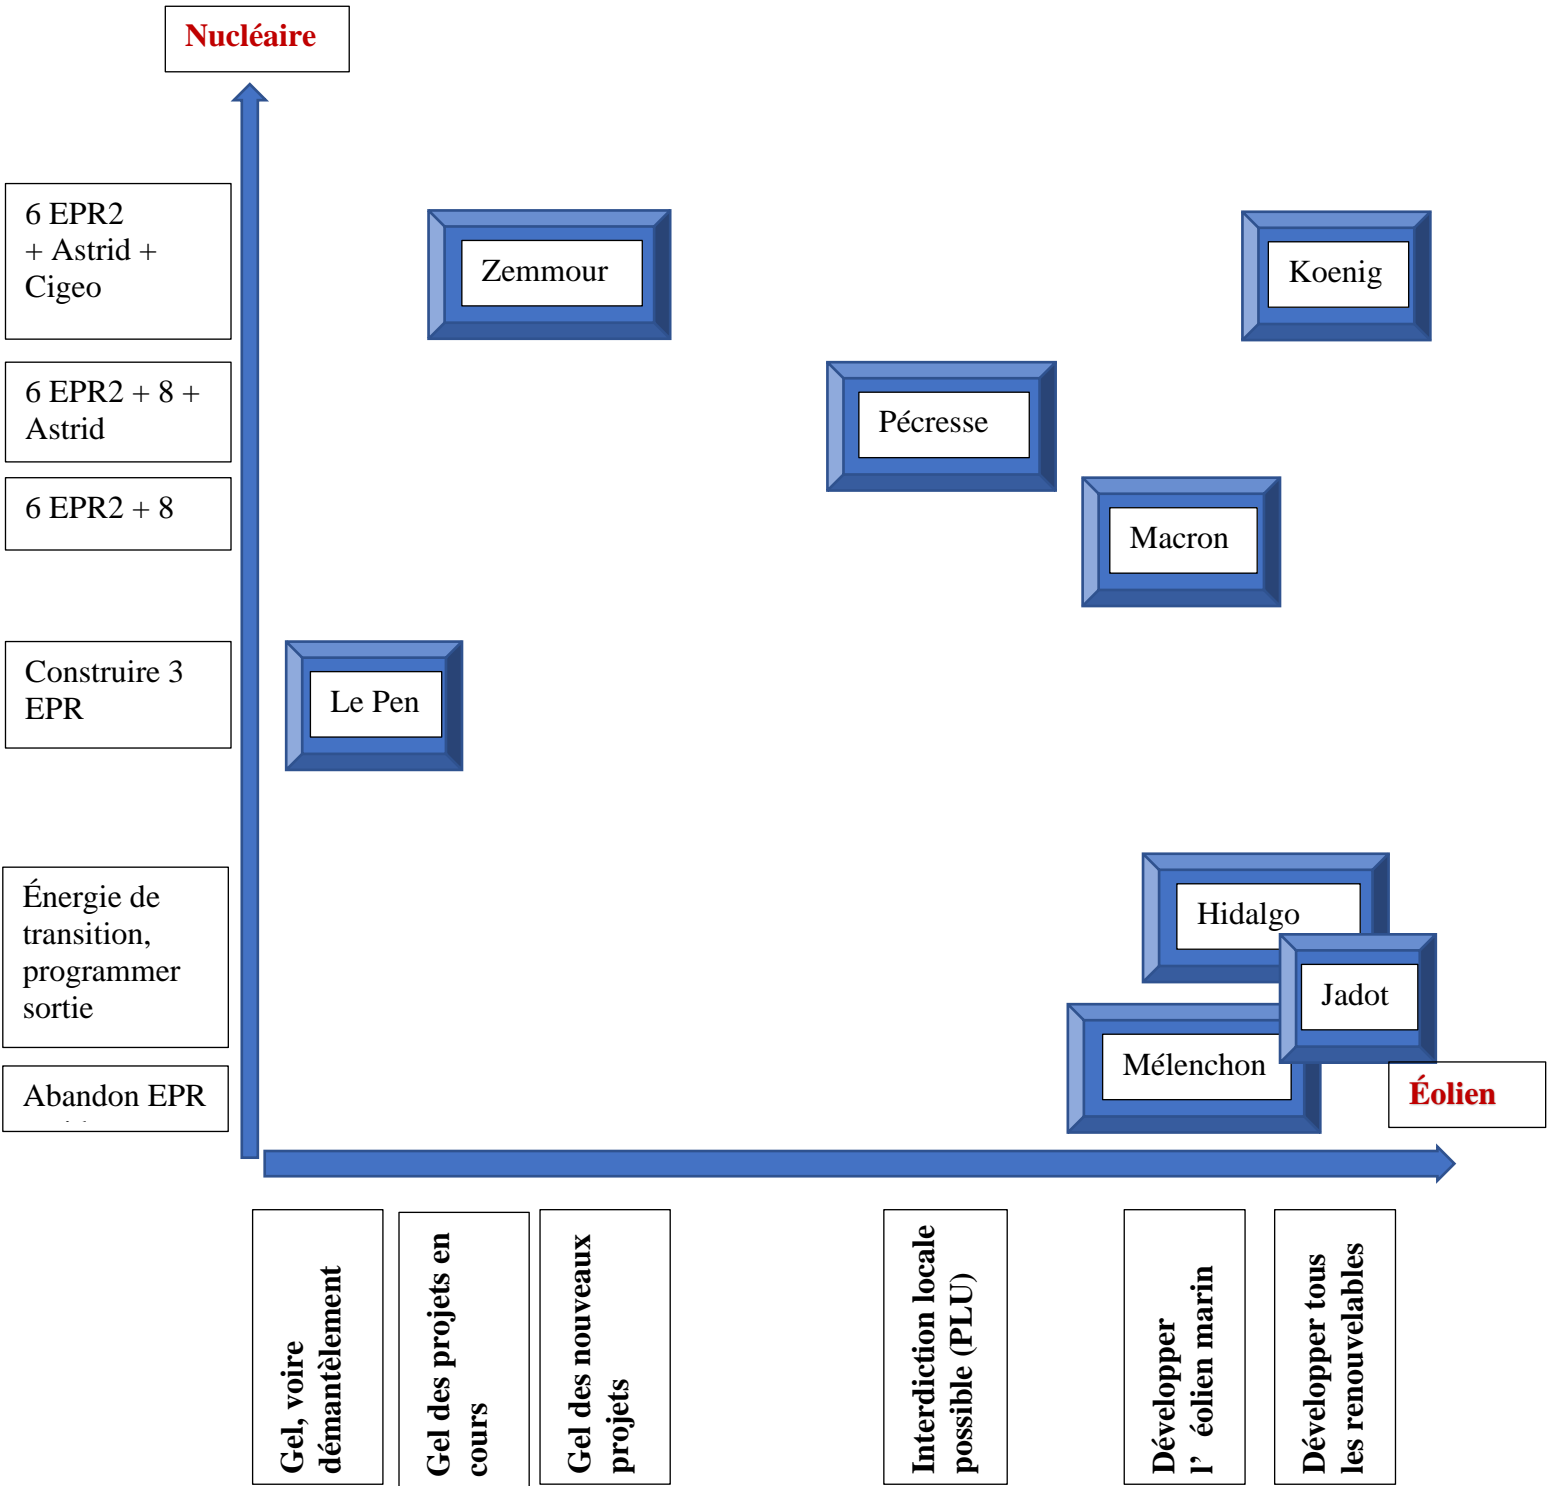 Nucléaire
6 EPR2
+ Astrid +
Cigeo
Zemmour
Koenig
6 EPR2 + 8 +
Astrid
Pécresse
6 EPR2 + 8
Macron
Construire 3
EPR
Le Pen
Énergie de
transition,
programmer
sortie
Hidalgo
Jadot
Mélenchon
Abandon EPR
Éolien
Gel, voire
démantèlement
Gel des projets en
cours
Gel des nouveaux
projets
Interdiction locale
possible (PLU)
Développer
l’ éolien marin
Développer tous
les renouvelables